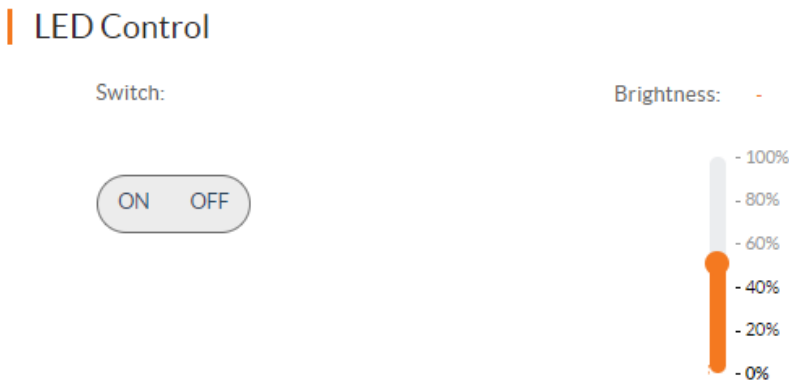 LED Control
Switch:
Brightness: -
ON OFF
- 100%
- 80%
- 60%
- 40%
- 20%
- 0%